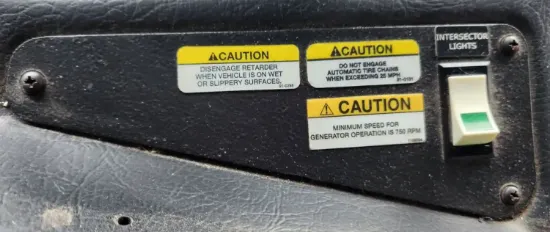 CAUTION
DISENGAGE RETARDER
WHEN VEHICLE IS ON WET
OR SLIPPERY SURFACES.
CAUTION
DO NOT ENGAGE
AUTOMATIC TIRE CHAINS
WHEN EXCEEDING 25 MPH
CAUTION
MINIMUM SPEED FOR
GENERATOR OPERATION IS 750 RPM
INTERSECTOR
LIGHTS